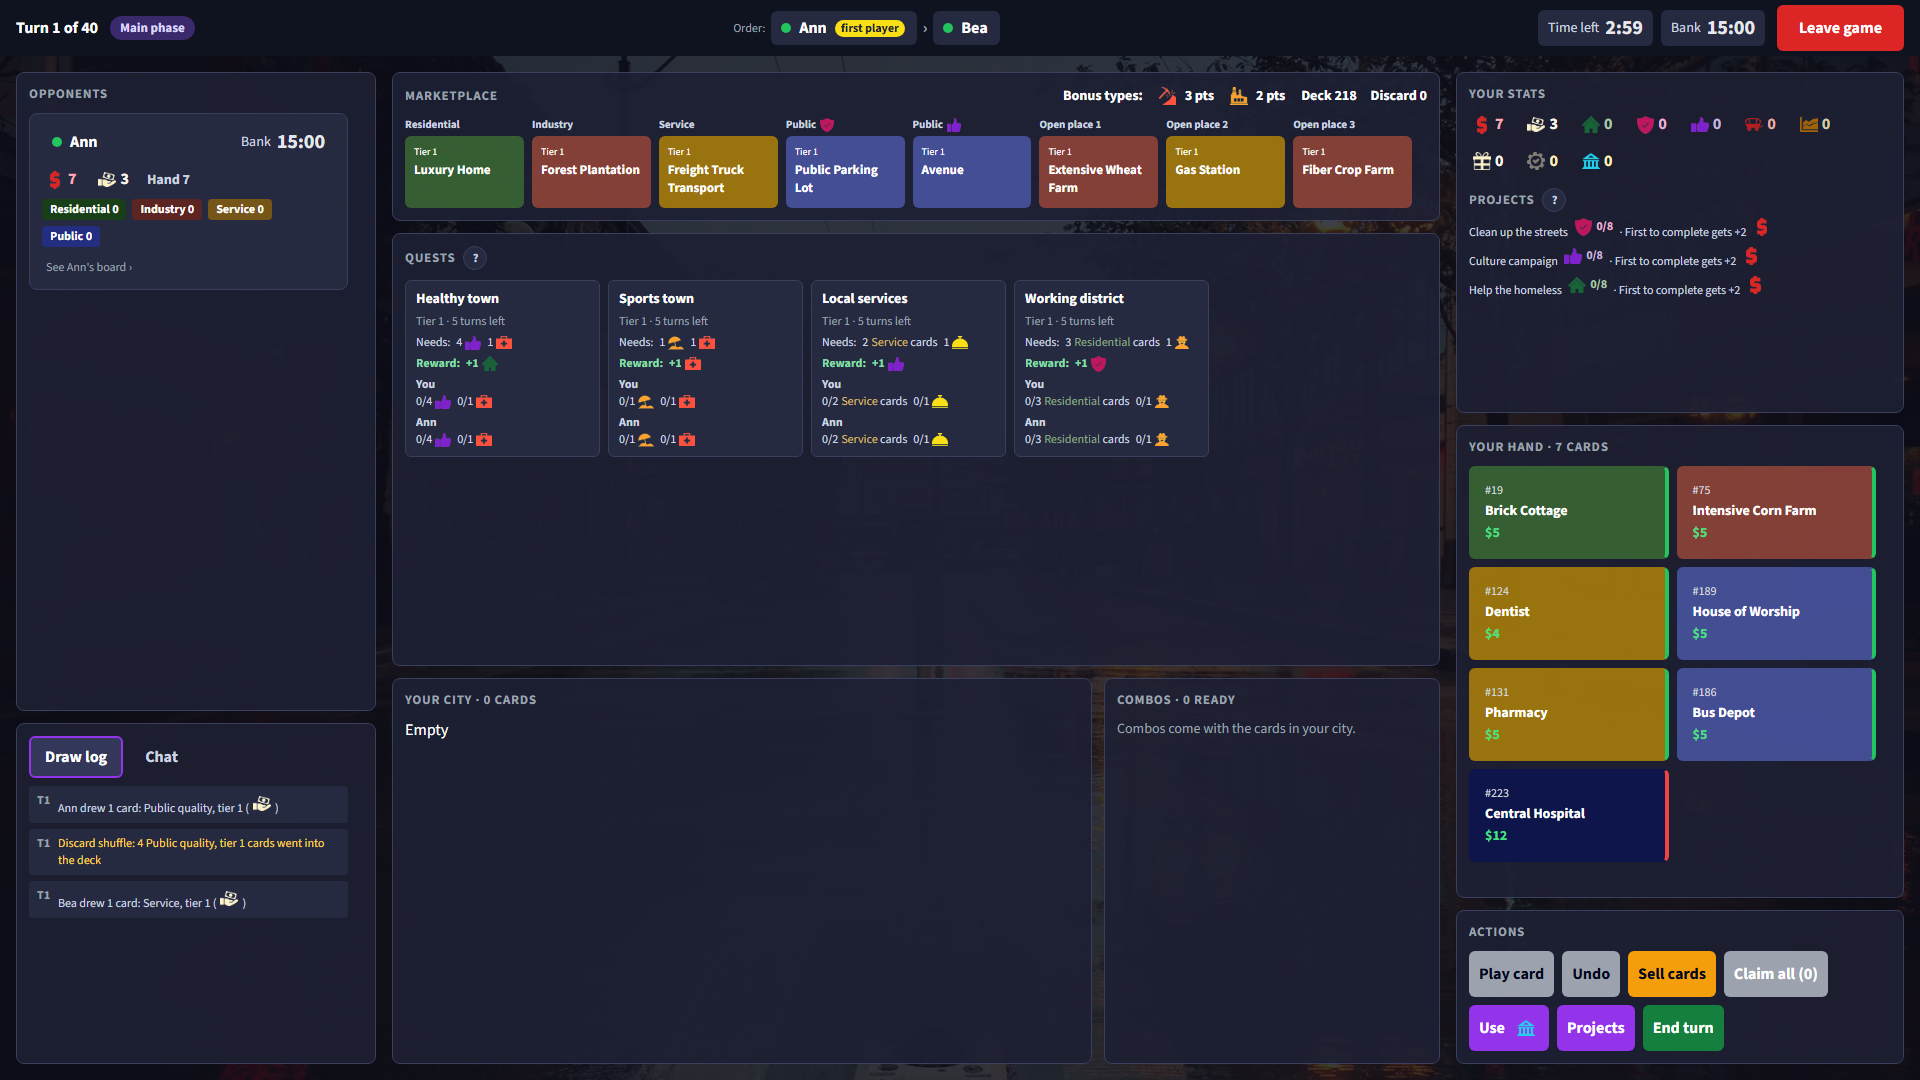 Turn 1 of 40 Main phase
Order: Ann first player › Bea
Time left 2:59 Bank 15:00 Leave game
OPPONENTS
Ann Bank 15:00
7 3 Hand 7
Residential 0 Industry 0 Service 0
Public 0
See Ann's board ›
Draw log Chat
T1 Ann drew 1 card: Public quality, tier 1 ( )
T1 Discard shuffle: 4 Public quality, tier 1 cards went into
the deck
T1 Bea drew 1 card: Service, tier 1 ( )
MARKETPLACE
Bonus types: 3 pts 2 pts Deck 218 Discard 0
Residential Industry Service Public Public Open place 1 Open place 2 Open place 3
Tier 1
Luxury Home
Tier 1
Forest Plantation
Tier 1
Freight Truck
Transport
Tier 1
Public Parking
Lot
Tier 1
Avenue
Tier 1
Extensive Wheat
Farm
Tier 1
Gas Station
Tier 1
Fiber Crop Farm
QUESTS ?
Healthy town
Tier 1 · 5 turns left
Needs: 4 1
Reward: +1
You
0/4 0/1
Ann
0/4 0/1
Sports town
Tier 1 · 5 turns left
Needs: 1 1
Reward: +1
You
0/1 0/1
Ann
0/1 0/1
Local services
Tier 1 · 5 turns left
Needs: 2 Service cards 1
Reward: +1
You
0/2 Service cards 0/1
Ann
0/2 Service cards 0/1
Working district
Tier 1 · 5 turns left
Needs: 3 Residential cards 1
Reward: +1
You
0/3 Residential cards 0/1
Ann
0/3 Residential cards 0/1
YOUR CITY · 0 CARDS
Empty
COMBOS · 0 READY
Combos come with the cards in your city.
YOUR STATS
7 3 0 0 0 0 0
0 0 0
PROJECTS ?
Clean up the streets 0/8 · First to complete gets +2
Culture campaign 0/8 · First to complete gets +2
Help the homeless 0/8 · First to complete gets +2
YOUR HAND · 7 CARDS
#19
Brick Cottage
$5
#75
Intensive Corn Farm
$5
#124
Dentist
$4
#189
House of Worship
$5
#131
Pharmacy
$5
#186
Bus Depot
$5
#223
Central Hospital
$12
ACTIONS
Play card Undo Sell cards Claim all (0)
Use Projects End turn